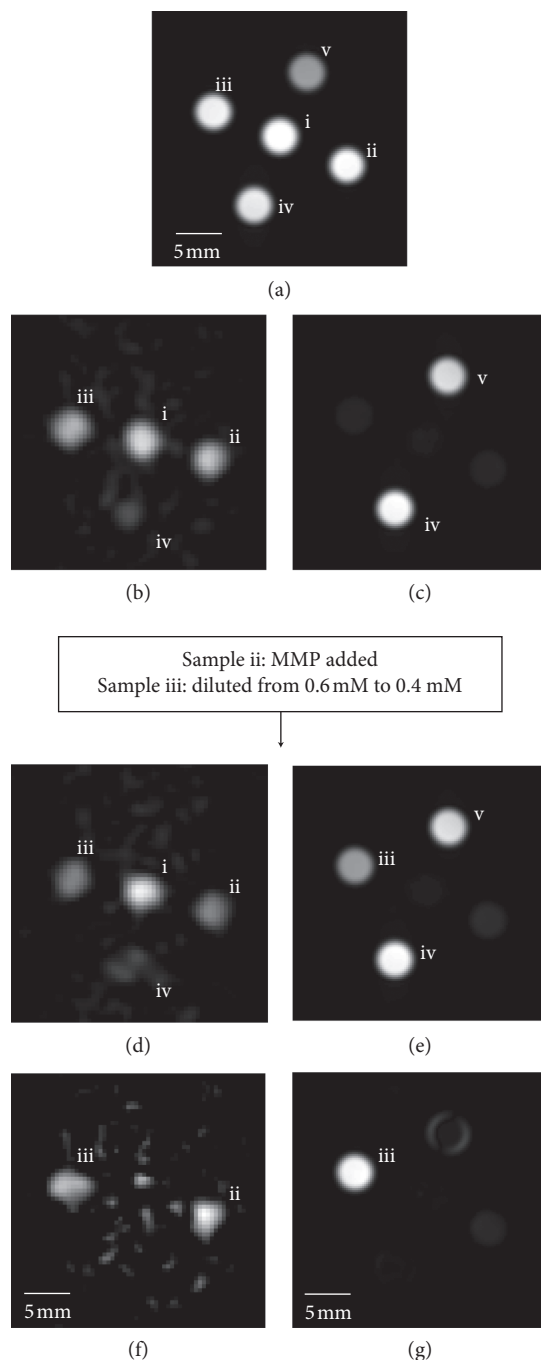 v
iii
i
ii
iv
5 mm
(a)
iii
i
ii
iv
(b)
v
iv
(c)
Sample ii: MMP added
Sample iii: diluted from 0.6 mM to 0.4 mM
iii
i
ii
iv
(d)
v
iii
iv
(e)
iii
ii
5 mm
(f)
iii
5 mm
(g)